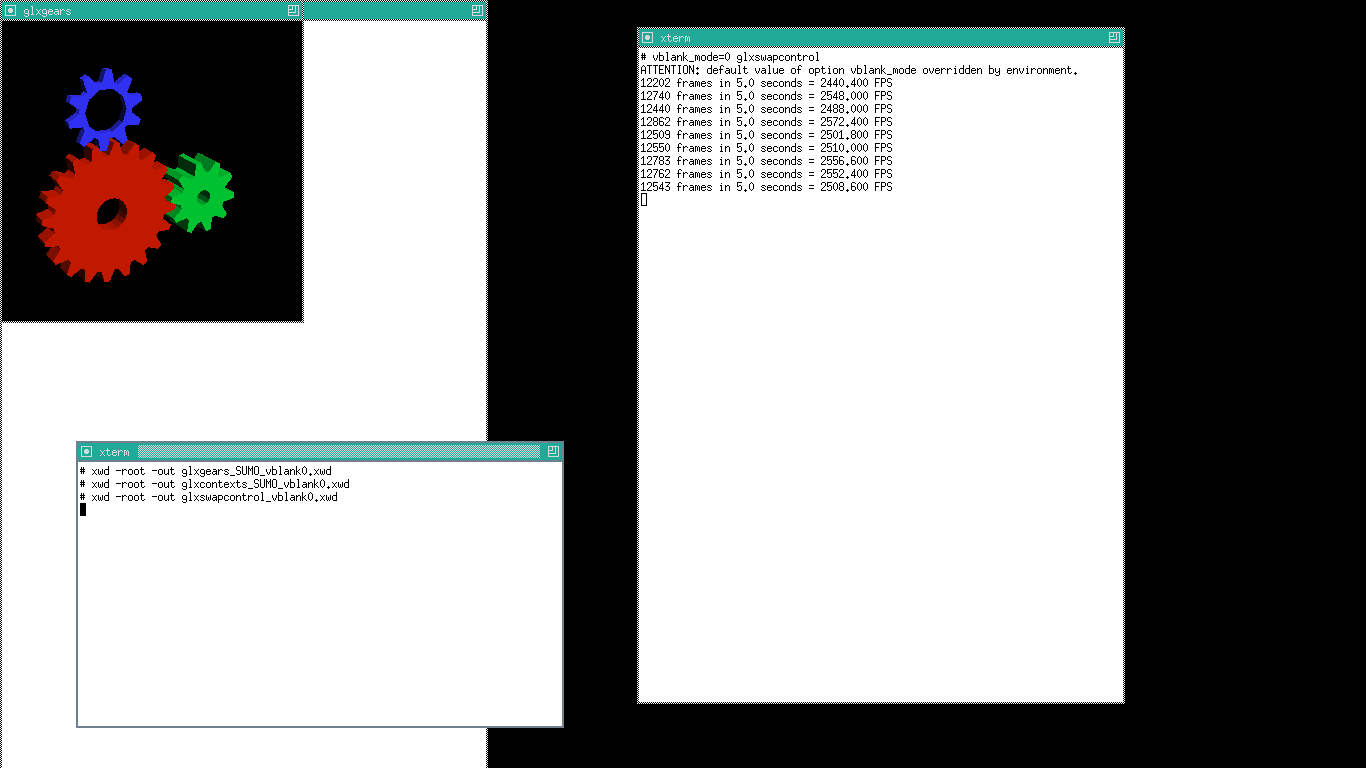 glxgears
xterm
# vblank_mode=0 glxswapcontrol
ATTENTION: default value of option vblank_mode overridden by environment.
12202 frames in 5.0 seconds = 2440.400 FPS
12740 frames in 5.0 seconds = 2548.000 FPS
12440 frames in 5.0 seconds = 2488.000 FPS
12862 frames in 5.0 seconds = 2572.400 FPS
12509 frames in 5.0 seconds = 2501.800 FPS
12550 frames in 5.0 seconds = 2510.000 FPS
12783 frames in 5.0 seconds = 2556.600 FPS
12762 frames in 5.0 seconds = 2552.400 FPS
12543 frames in 5.0 seconds = 2508.600 FPS
xterm
# xwd -root -out glxgears_SUMO_vblank0.xwd
# xwd -root -out glxcontexts_SUMO_vblank0.xwd
# xwd -root -out glxswapcontrol_vblank0.xwd